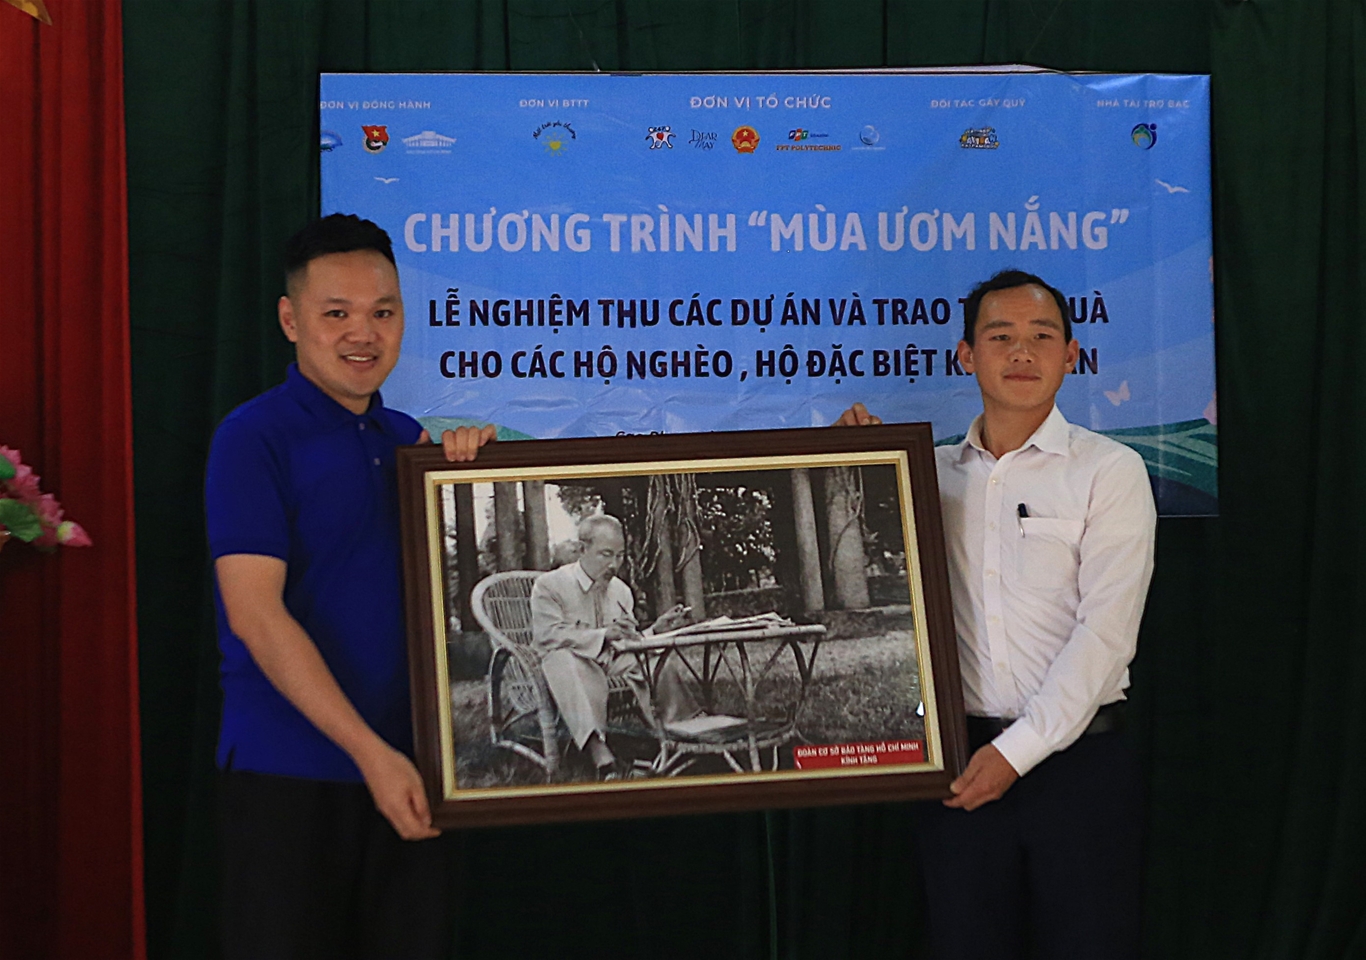 ĐƠN VỊ ĐỒNG HÀNH ĐƠN VỊ BTTT ĐƠN VỊ TỔ CHỨC ĐỐI TÁC GÂY QUỸ NHÀ TÀI TRỢ BẠC
DEAR MAY
FPT POLYTECHNIC
CHƯƠNG TRÌNH “MÙA ƯƠM NẮNG”
LỄ NGHIỆM THU CÁC DỰ ÁN VÀ TRAO
CHO CÁC HỘ NGHÈO , HỘ ĐẶC BIỆT
ĐOÀN CƠ SỞ BẢO TÀNG HỒ CHÍ MINH
KÍNH TẶNG